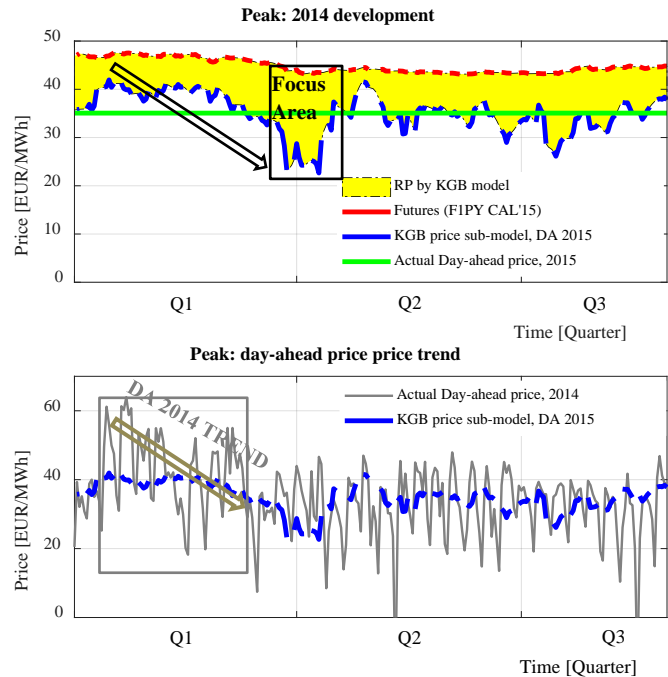 Peak: 2014 development
50
40
30
20
10
0
Price [EUR/MWh]
Focus
Area
RP by KGB model
Futures (F1PY CAL'15)
KGB price sub-model, DA 2015
Actual Day-ahead price, 2015
Q1
Q2
Q3
Time [Quarter]
Peak: day-ahead price price trend
60
40
20
0
Price [EUR/MWh]
DA 2014 TREND
Actual Day-ahead price, 2014
KGB price sub-model, DA 2015
Q1
Q2
Q3
Time [Quarter]